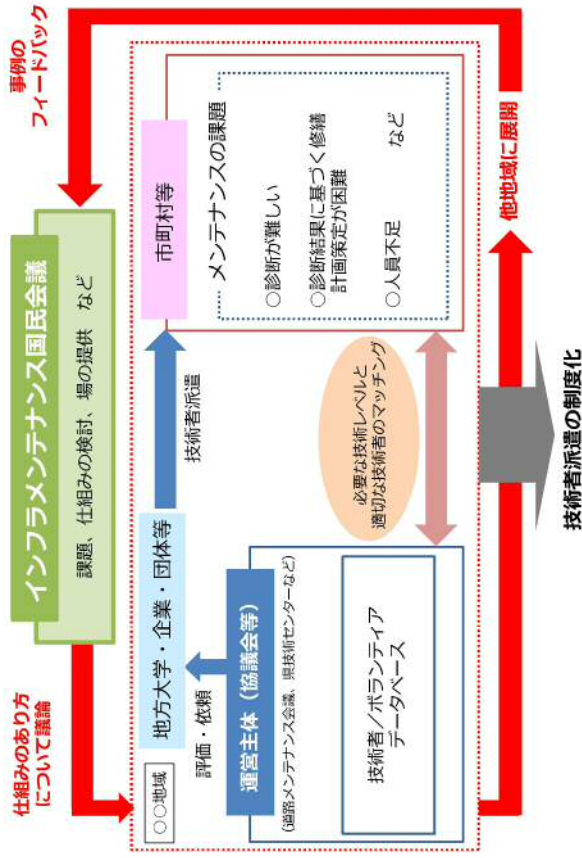 インフラメンテナンス国民会議
課題、仕組みの検討、場の提供　など
仕組みのあり方
について議論
事例の
フィードバック
○○地域
地方大学・企業・団体等
技術者派遣
市町村等
評価・依頼
運営主体（協議会等）
（道路メンテナンス会議、県技術センターなど）
技術者／ボランティア
データベース
必要な技術レベルと
適切な技術者のマッチング
メンテナンスの課題
○診断が難しい
○診断結果に基づく修繕
計画策定が困難
○人員不足　　など
他地域に展開
技術者派遣の制度化